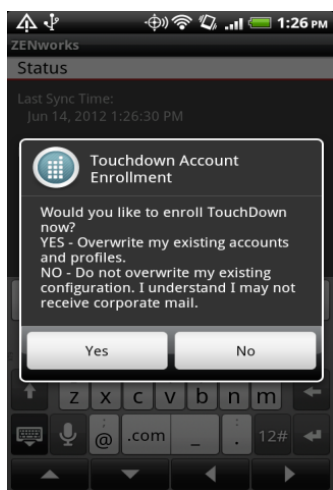 1:26 PM
ZENworks
Status
Last Sync Time:
Jun 14, 2012 1:26:30 PM
Touchdown Account
Enrollment
Would you like to enroll TouchDown
now?
YES - Overwrite my existing accounts
and profiles.
NO - Do not overwrite my existing
configuration. I understand I may not
receive corporate mail.
Yes No
z x c v b n m
@ .com _ . 12#